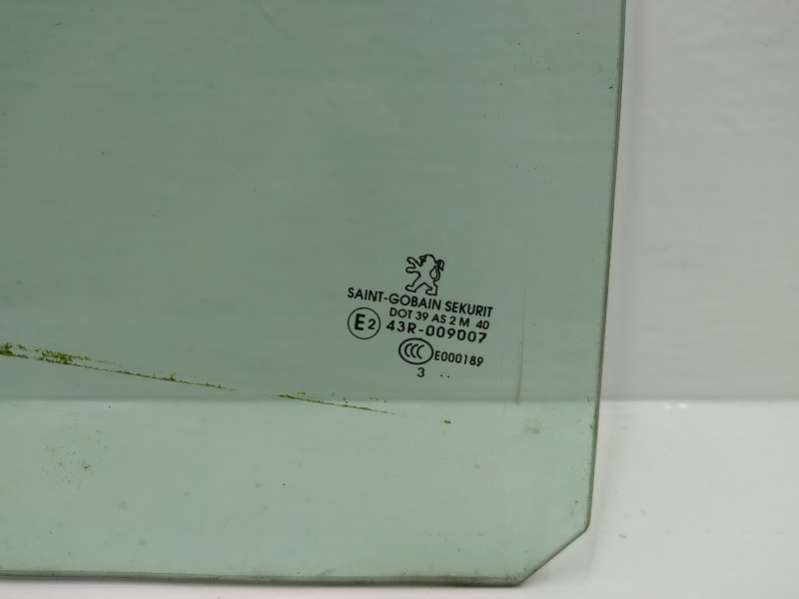 SAINT-GOBAIN SEKURIT
DOT 39 AS 2 M 40
E2 43R-009007
CCC E000189
3 ..